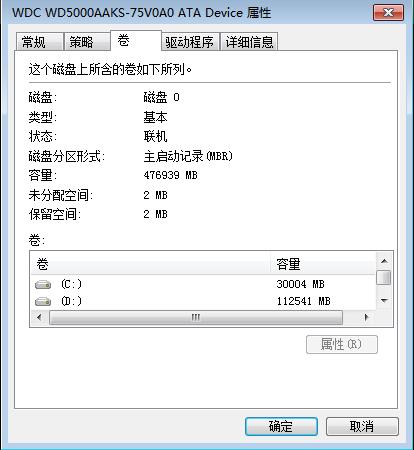 WDC WD5000AAKS-75V0A0 ATA Device 属性
常规 策略 卷 驱动程序 详细信息
这个磁盘上所含的卷如下所列。
磁盘: 磁盘 0
类型: 基本
状态: 联机
磁盘分区形式: 主启动记录(MBR)
容量: 476939 MB
未分配空间: 2 MB
保留空间: 2 MB
卷:
卷 容量
(C:) 30004 MB
(D:) 112541 MB
属性(R)
确定 取消